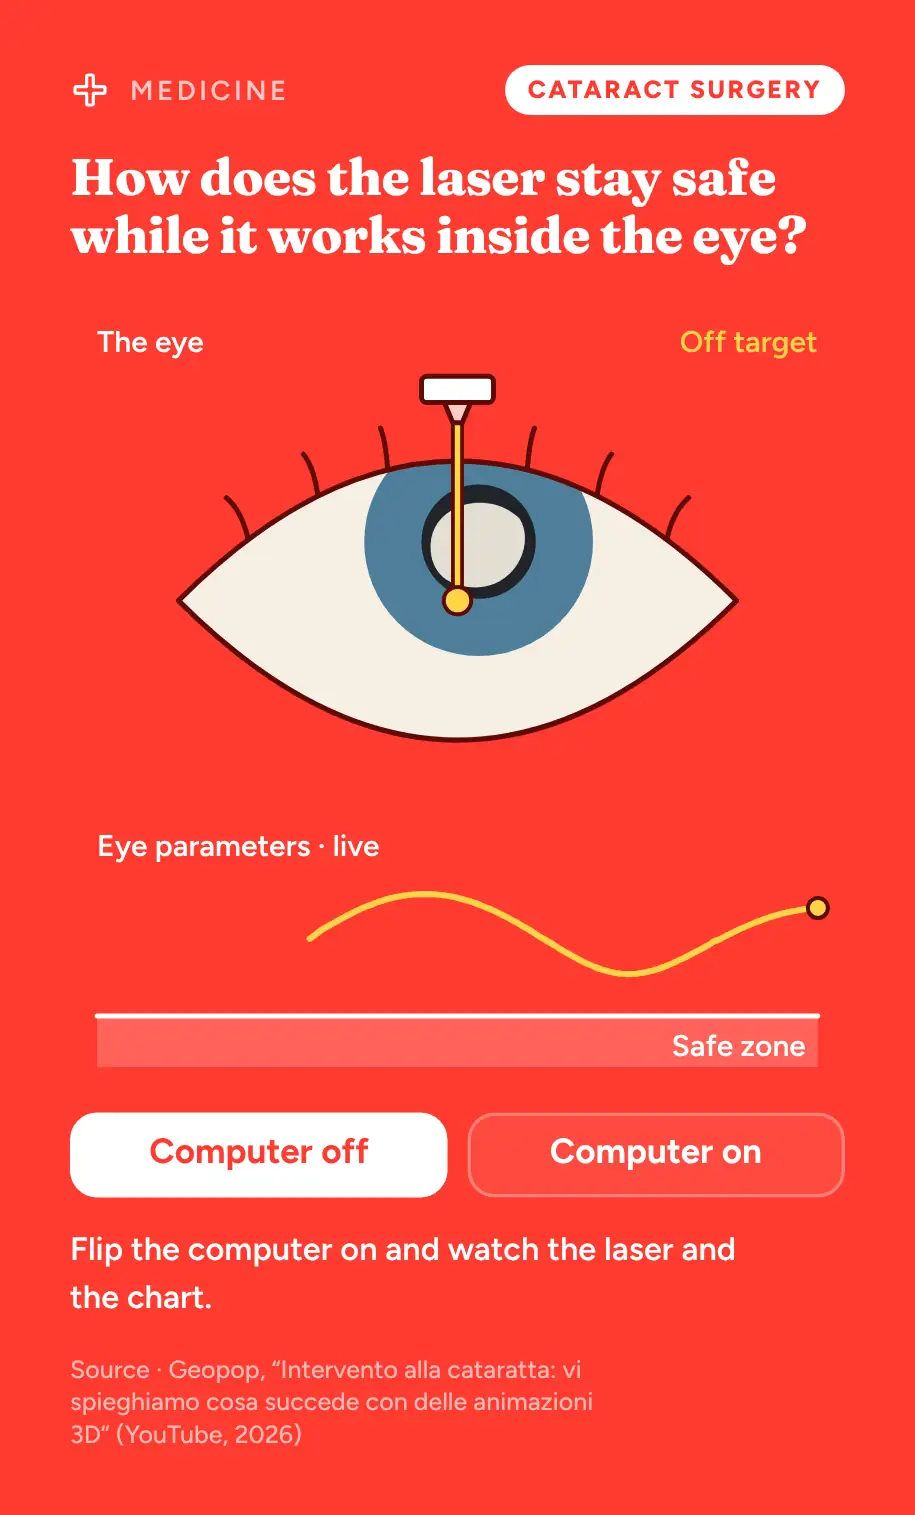 MEDICINE
CATARACT SURGERY
How does the laser stay safe
while it works inside the eye?
The eye
Off target
Eye parameters · live
Safe zone
Computer off
Computer on
Flip the computer on and watch the laser and
the chart.
Source · Geopop, “Intervento alla cataratta: vi
spieghiamo cosa succede con delle animazioni
3D” (YouTube, 2026)